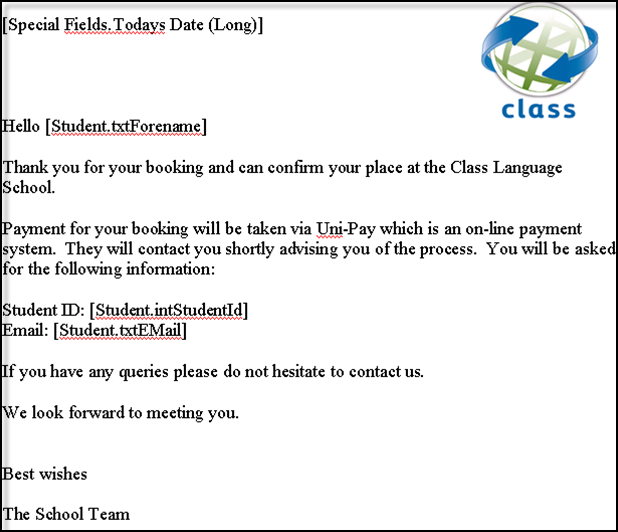 [Special Fields.Todays Date (Long)]
class
Hello [Student.txtForename]
Thank you for your booking and can confirm your place at the Class Language
School.
Payment for your booking will be taken via Uni-Pay which is an on-line payment
system.  They will contact you shortly advising you of the process.  You will be asked
for the following information:
Student ID: [Student.intStudentId]
Email: [Student.txtEMail]
If you have any queries please do not hesitate to contact us.
We look forward to meeting you.
Best wishes
The School Team